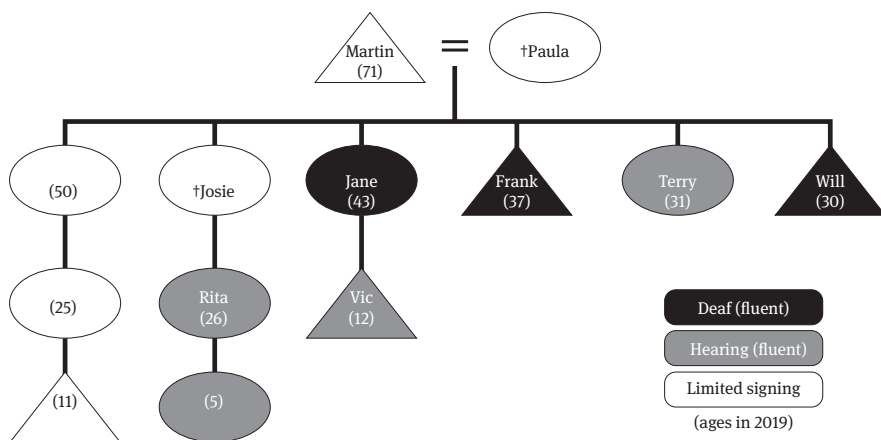 Martin
(71)
=
†Paula
(50)
†Josie
Jane
(43)
Frank
(37)
Terry
(31)
Will
(30)
(25)
Rita
(26)
Vic
(12)
(11)
(5)
Deaf (fluent)
Hearing (fluent)
Limited signing
(ages in 2019)